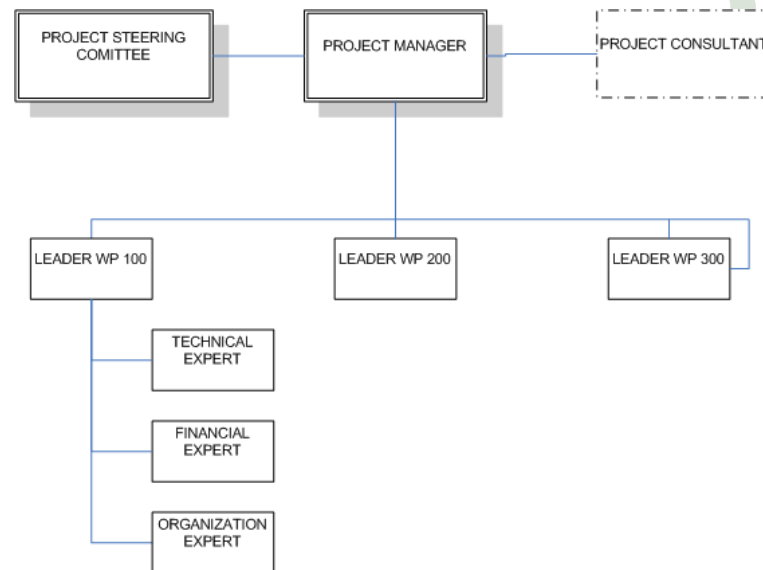 PROJECT STEERING
COMITTEE
PROJECT MANAGER
PROJECT CONSULTANT
LEADER WP 100
LEADER WP 200
LEADER WP 300
TECHNICAL
EXPERT
FINANCIAL
EXPERT
ORGANIZATION
EXPERT